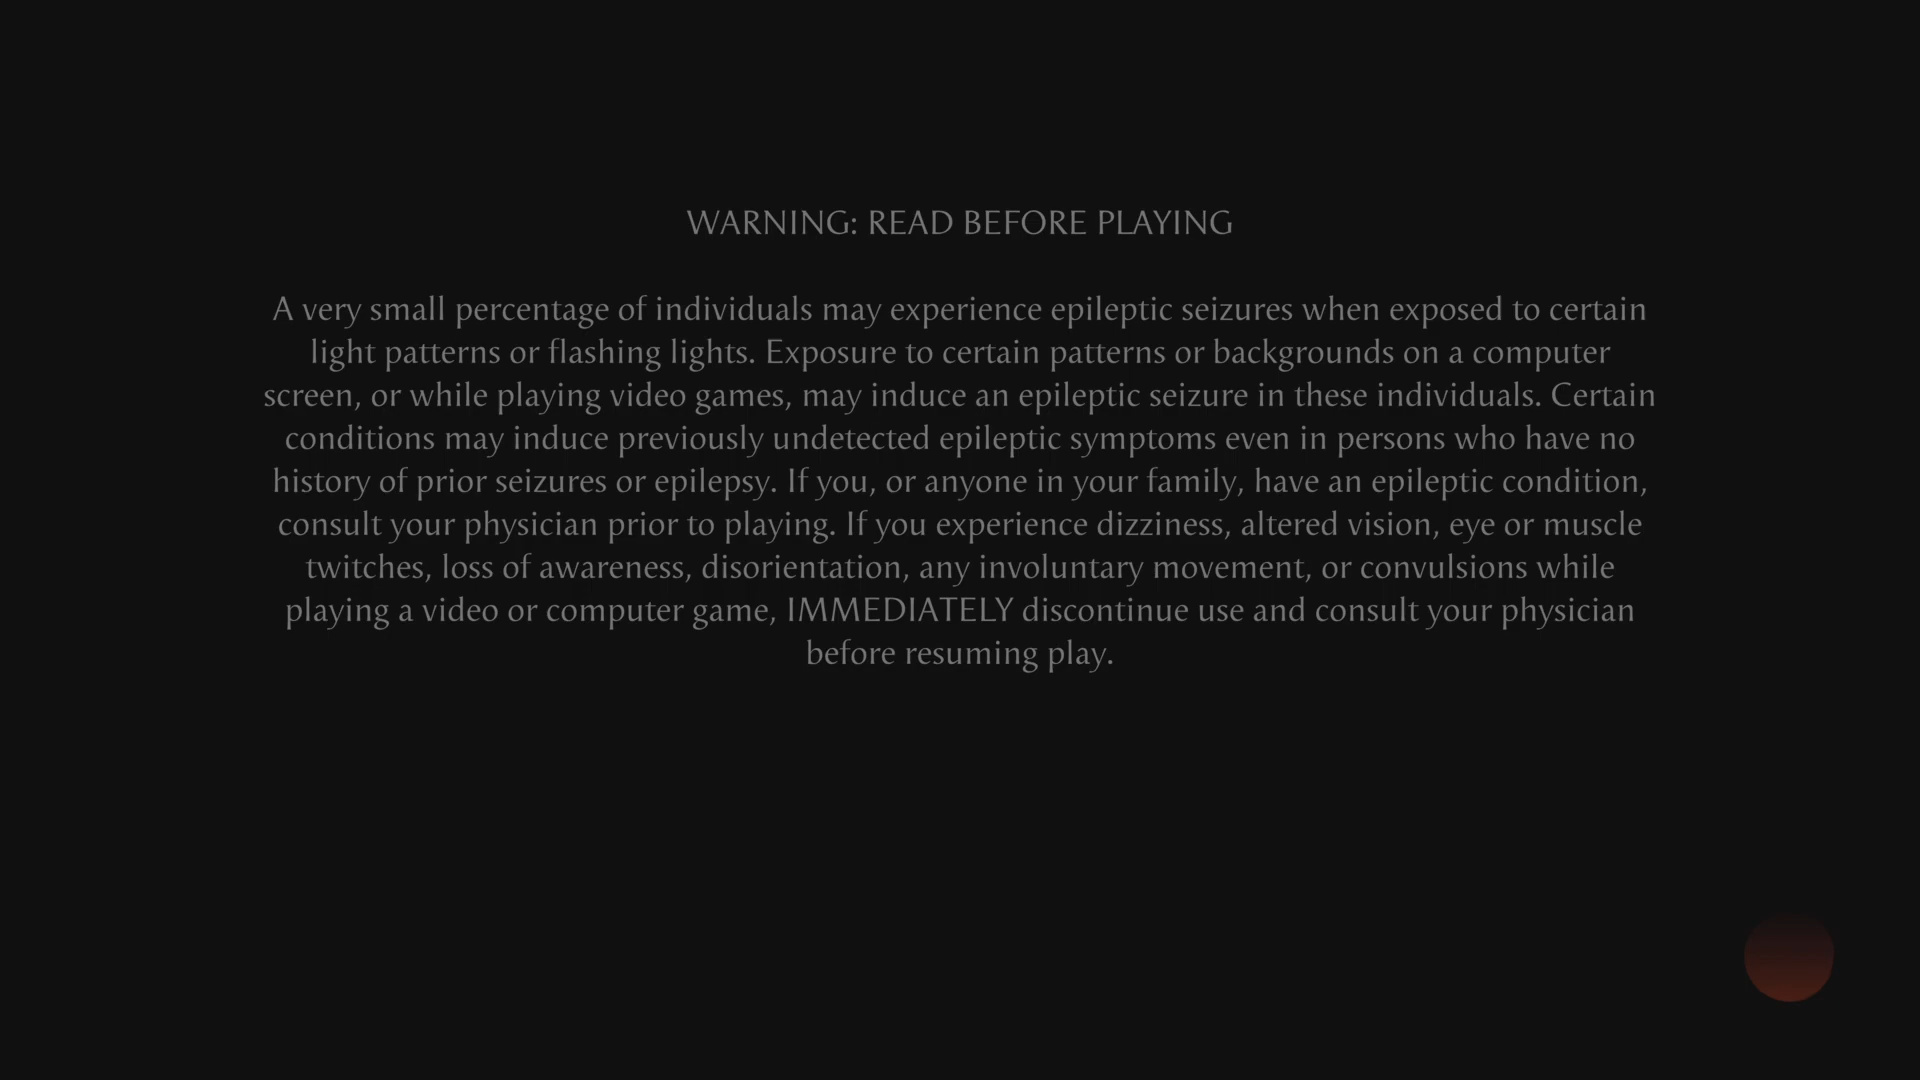 WARNING: READ BEFORE PLAYING
A very small percentage of individuals may experience epileptic seizures when exposed to certain
light patterns or flashing lights. Exposure to certain patterns or backgrounds on a computer
screen, or while playing video games, may induce an epileptic seizure in these individuals. Certain
conditions may induce previously undetected epileptic symptoms even in persons who have no
history of prior seizures or epilepsy. If you, or anyone in your family, have an epileptic condition,
consult your physician prior to playing. If you experience dizziness, altered vision, eye or muscle
twitches, loss of awareness, disorientation, any involuntary movement, or convulsions while
playing a video or computer game, IMMEDIATELY discontinue use and consult your physician
before resuming play.